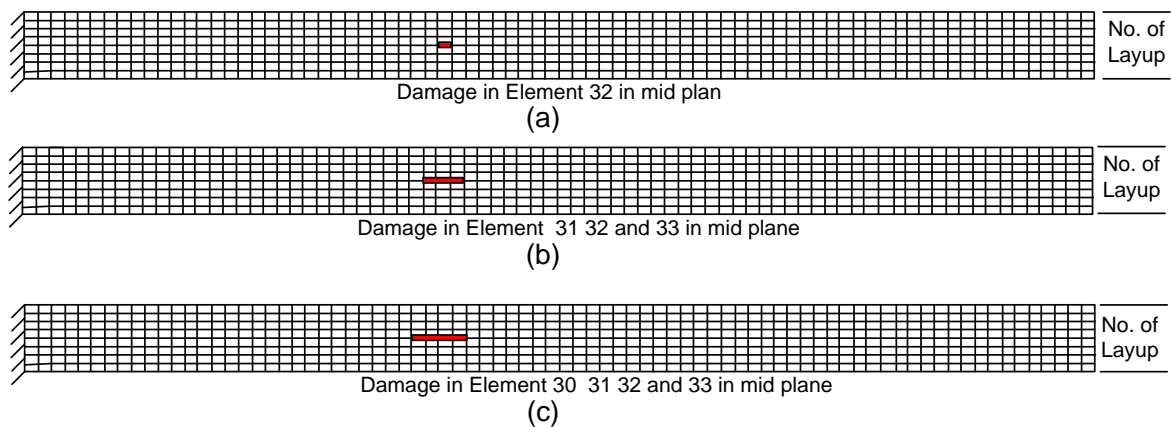 No. of
Layup
Damage in Element 32 in mid plan
(a)
No. of
Layup
Damage in Element  31 32 and 33 in mid plane
(b)
No. of
Layup
Damage in Element 30  31 32 and 33 in mid plane
(c)